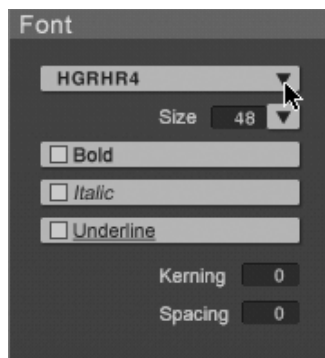 Font
HGRHR4
Size 48
Bold
Italic
Underline
Kerning 0
Spacing 0